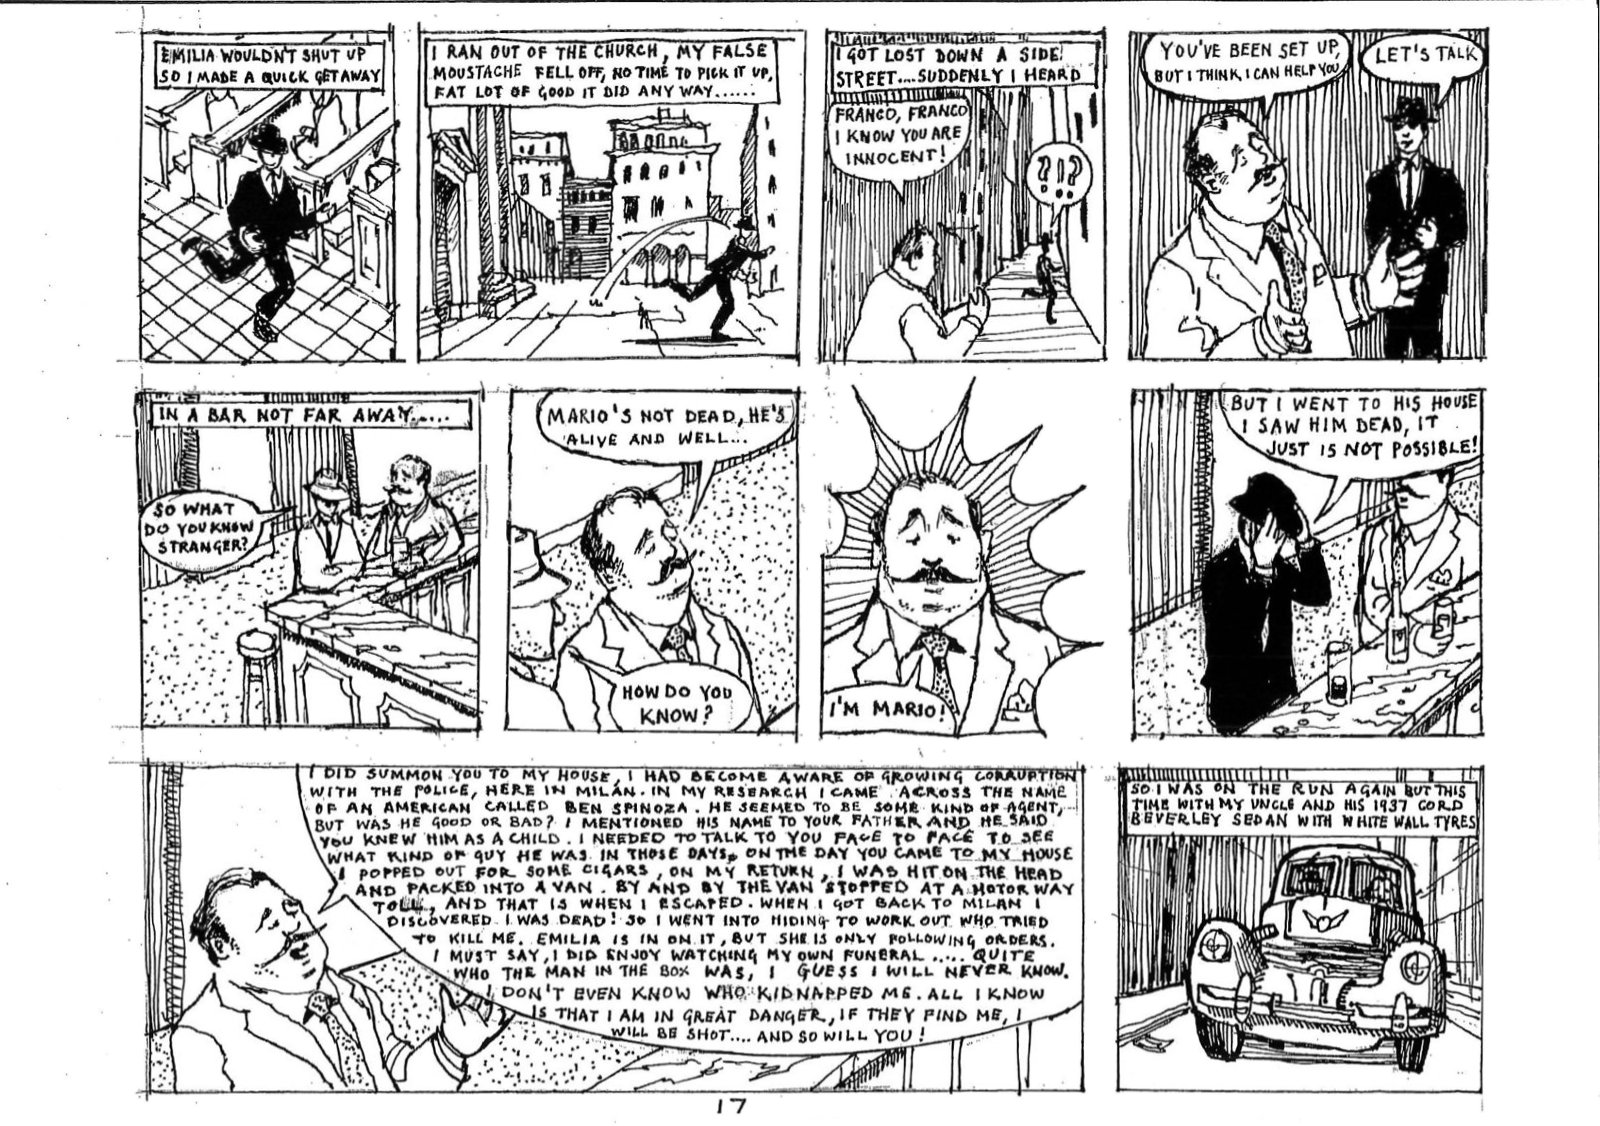 EMILIA WOULDN'T SHUT UP
SO I MADE A QUICK GETAWAY
I RAN OUT OF THE CHURCH, MY FALSE
MOUSTACHE FELL OFF, NO TIME TO PICK IT UP,
FAT LOT OF GOOD IT DID ANY WAY......
I GOT LOST DOWN A SIDE
STREET.... SUDDENLY I HEARD
FRANCO, FRANCO
I KNOW YOU ARE
INNOCENT!
?!?
YOU'VE BEEN SET UP,
BUT I THINK I CAN HELP YOU
LET'S TALK
IN A BAR NOT FAR AWAY.....
SO WHAT
DO YOU KNOW
STRANGER?
MARIO'S NOT DEAD, HE'S
ALIVE AND WELL...
HOW DO YOU
KNOW?
I'M MARIO!
BUT I WENT TO HIS HOUSE
I SAW HIM DEAD, IT
JUST IS NOT POSSIBLE!
I DID SUMMON YOU TO MY HOUSE, I HAD BECOME AWARE OF GROWING CORRUPTION
WITH THE POLICE, HERE IN MILAN. IN MY RESEARCH I CAME ACROSS THE NAME
OF AN AMERICAN CALLED BEN SPINOZA. HE SEEMED TO BE SOME KIND OF AGENT,
BUT WAS HE GOOD OR BAD? I MENTIONED HIS NAME TO YOUR FATHER AND HE SAID
YOU KNEW HIM AS A CHILD. I NEEDED TO TALK TO YOU FACE TO FACE TO SEE
WHAT KIND OF GUY HE WAS IN THOSE DAYS. ON THE DAY YOU CAME TO MY HOUSE
I POPPED OUT FOR SOME CIGARS, ON MY RETURN, I WAS HIT ON THE HEAD
AND PACKED INTO A VAN. BY AND BY THE VAN STOPPED AT A MOTORWAY
TOLL, AND THAT IS WHEN I ESCAPED. WHEN I GOT BACK TO MILAN I
DISCOVERED I WAS DEAD! SO I WENT INTO HIDING TO WORK OUT WHO TRIED
TO KILL ME. EMILIA IS IN ON IT, BUT SHE IS ONLY FOLLOWING ORDERS.
I MUST SAY, I DID ENJOY WATCHING MY OWN FUNERAL ..... QUITE
WHO THE MAN IN THE BOX WAS, I GUESS I WILL NEVER KNOW.
I DON'T EVEN KNOW WHO KIDNAPPED ME. ALL I KNOW
IS THAT I AM IN GREAT DANGER, IF THEY FIND ME, I
WILL BE SHOT.... AND SO WILL YOU!
SO I WAS ON THE RUN AGAIN BUT THIS
TIME WITH MY UNCLE AND HIS 1937 CORD
BEVERLEY SEDAN WITH WHITE WALL TYRES
17